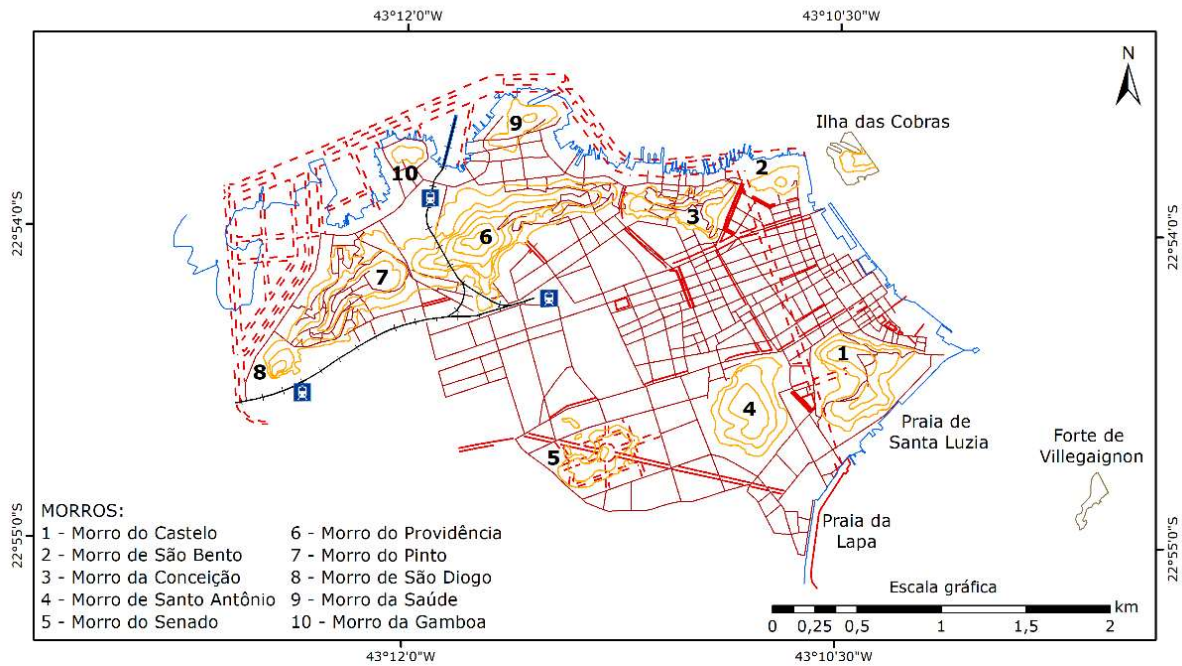 43°12'0"W
43°10'30"W
N
Ilha das Cobras
9
10
2
22°54'0"S
22°54'0"S
3
6
7
1
8
4
Praia de
Santa Luzia
Forte de
Villegaignon
5
Praia da
Lapa
22°55'0"S
22°55'0"S
MORROS:
1 - Morro do Castelo
2 - Morro de São Bento
3 - Morro da Conceição
4 - Morro de Santo Antônio
5 - Morro do Senado
6 - Morro do Providência
7 - Morro do Pinto
8 - Morro de São Diogo
9 - Morro da Saúde
10 - Morro da Gamboa
Escala gráfica
km
0 0,25 0,5 1 1,5 2
43°12'0"W
43°10'30"W